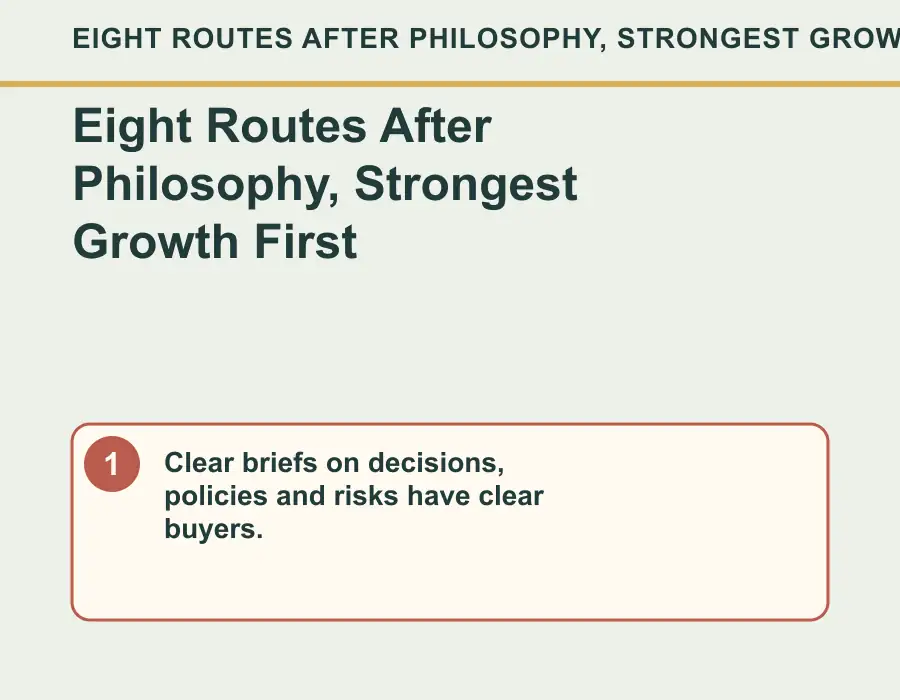 EIGHT ROUTES AFTER PHILOSOPHY, STRONGEST GROW
Eight Routes After
Philosophy, Strongest
Growth First
1
Clear briefs on decisions,
policies and risks have clear
buyers.